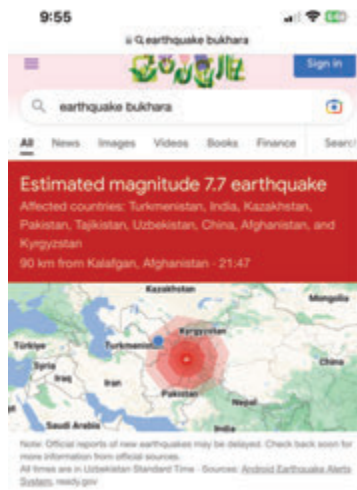 9:55
earthquake bukhara
Sign in
earthquake bukhara
All News Images Videos Books Finance Search
Estimated magnitude 7.7 earthquake
Affected countries: Turkmenistan, India, Kazakhstan,
Pakistan, Tajikistan, Uzbekistan, China, Afghanistan, and
Kyrgyzstan
90 km from Kalafgan, Afghanistan · 21:47
Kazakhstan
Mongolia
Kyrgyzstan
Türkiye
Turkmenis
Syria
China
Iraq
Iran
Pakistan
Nepal
Saudi Arabia
India
Note: Official reports of new earthquakes may be delayed. Check back soon for
more information from official sources.
All times are in Uzbekistan Standard Time · Sources: Android Earthquake Alerts
System, ready.gov